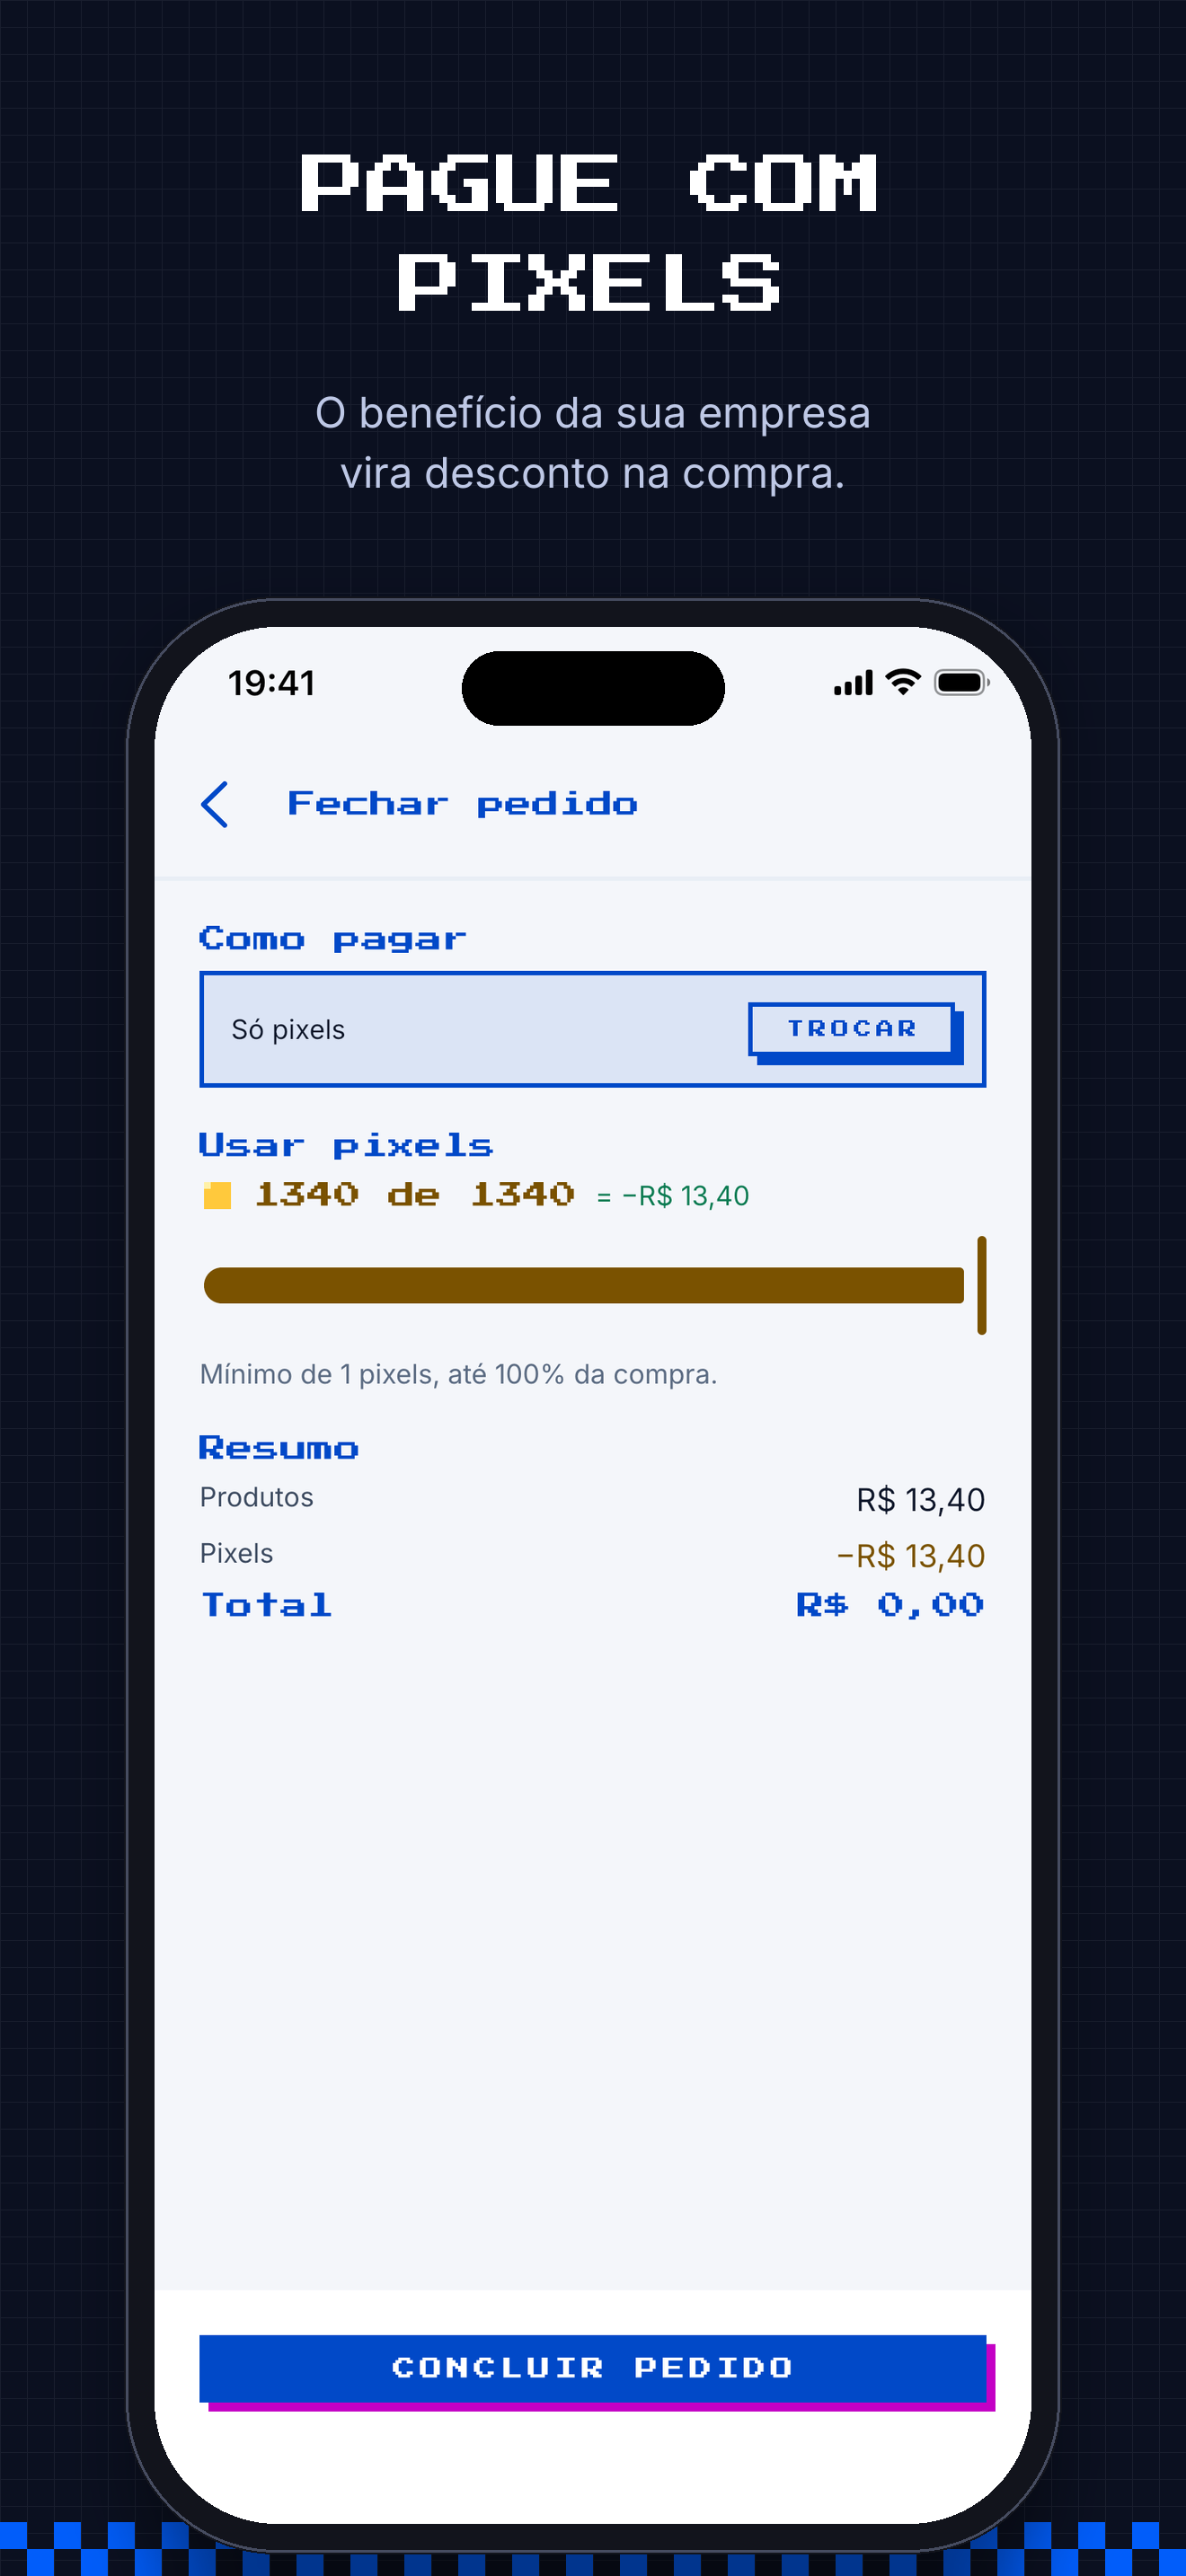 PAGUE COM
PIXELS
O benefício da sua empresa
vira desconto na compra.
19:41
Fechar pedido
Como pagar
Só pixels
TROCAR
Usar pixels
1340 de 1340 = −R$ 13,40
Mínimo de 1 pixels, até 100% da compra.
Resumo
Produtos R$ 13,40
Pixels −R$ 13,40
Total R$ 0,00
CONCLUIR PEDIDO